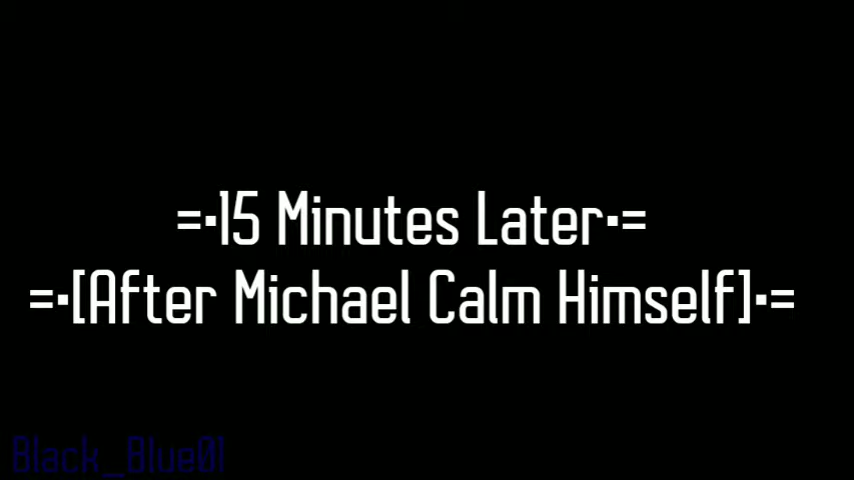 =·15 Minutes Later·=
=·[After Michael Calm Himself]·=
Black_Blue01